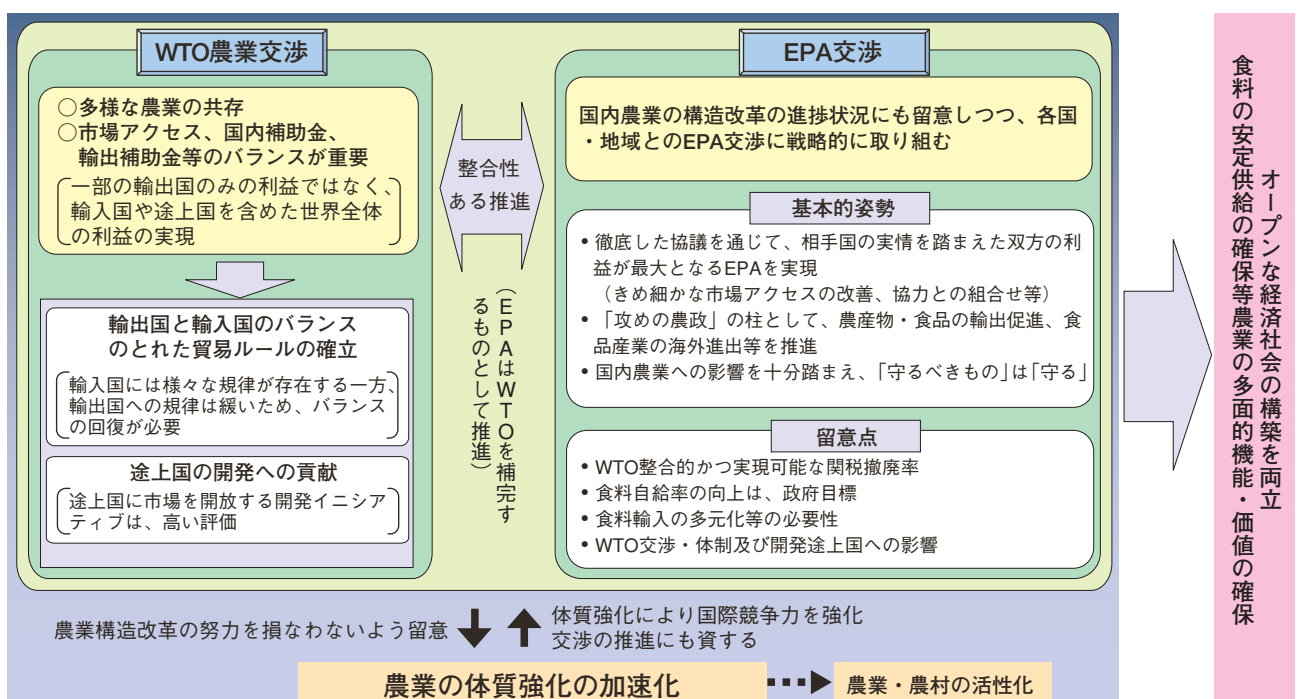 WTO農業交渉
○多様な農業の共存
○市場アクセス、国内補助金、
輸出補助金等のバランスが重要
一部の輸出国のみの利益ではなく、
輸入国や途上国を含めた世界全体
の利益の実現
輸出国と輸入国のバランス
のとれた貿易ルールの確立
輸入国には様々な規律が存在する一方、
輸出国への規律は緩いため、バランス
の回復が必要
途上国の開発への貢献
途上国に市場を開放する開発イニシア
ティブは、高い評価
整合性
ある推進
（EPAはWTOを補完す
るものとして推進）
EPA交渉
国内農業の構造改革の進捗状況にも留意しつつ、各国
・地域とのEPA交渉に戦略的に取り組む
基本的姿勢
• 徹底した協議を通じて、相手国の実情を踏まえた双方の利
益が最大となるEPAを実現
（きめ細かな市場アクセスの改善、協力との組合せ等）
• 「攻めの農政」の柱として、農産物・食品の輸出促進、食
品産業の海外進出等を推進
• 国内農業への影響を十分踏まえ、「守るべきもの」は「守る」
留意点
• WTO整合的かつ実現可能な関税撤廃率
• 食料自給率の向上は、政府目標
• 食料輸入の多元化等の必要性
• WTO交渉・体制及び開発途上国への影響
農業構造改革の努力を損なわないよう留意
体質強化により国際競争力を強化
交渉の推進にも資する
農業の体質強化の加速化
農業・農村の活性化
オープンな経済社会の構築を両立
食料の安定供給の確保等農業の多面的機能・価値の確保